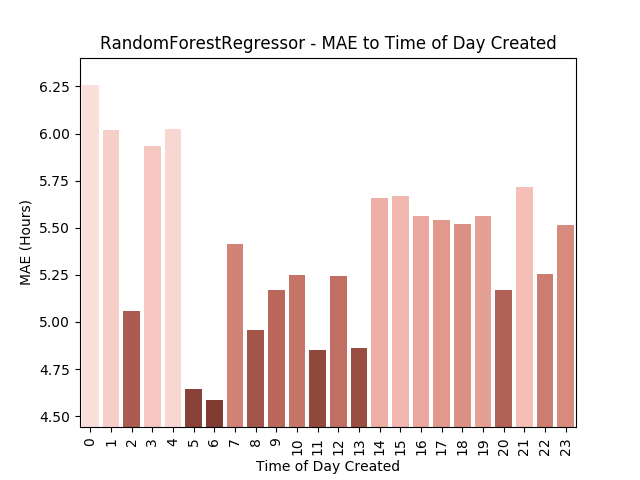 RandomForestRegressor - MAE to Time of Day Created
MAE (Hours)
6.25
6.00
5.75
5.50
5.25
5.00
4.75
4.50
0 1 2 3 4 5 6 7 8 9 10 11 12 13 14 15 16 17 18 19 20 21 22 23
Time of Day Created